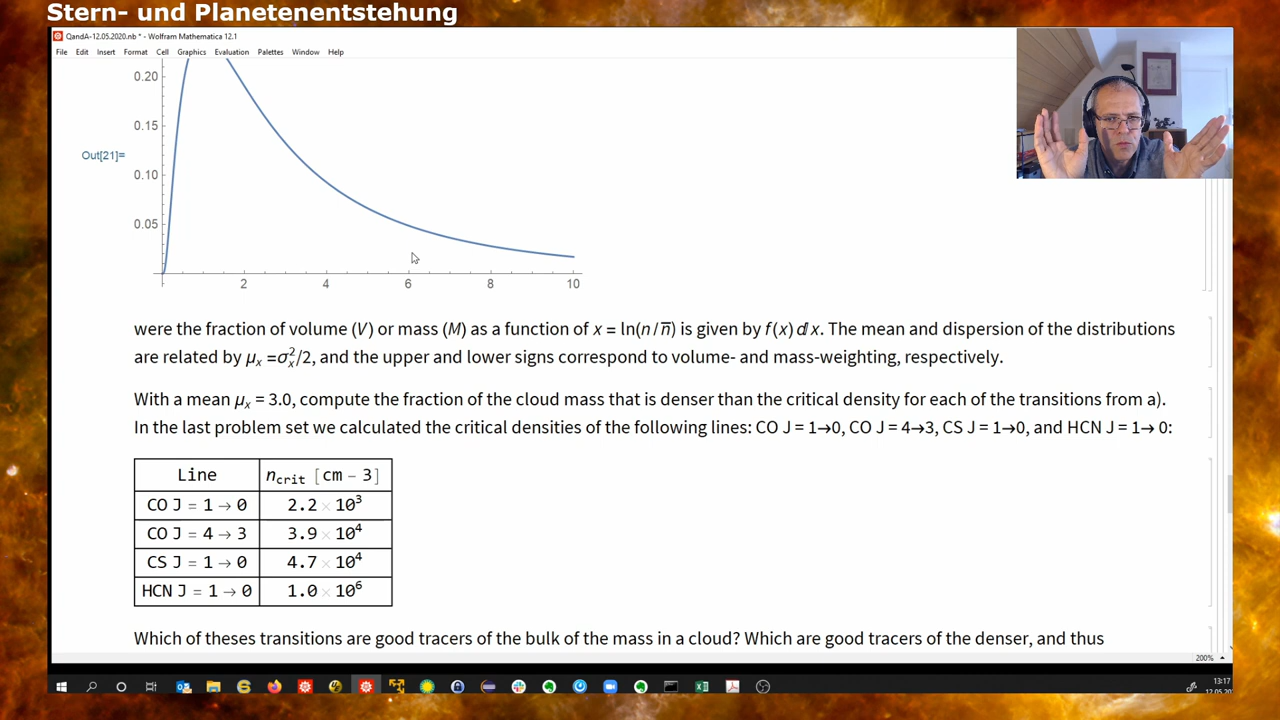 Stern- und Planetenentstehung
QandA-12.05.2020.nb * - Wolfram Mathematica 12.1
File Edit Insert Format Cell Graphics Evaluation Palettes Window Help
0.20
0.15
Out[21]=
0.10
0.05
2 4 6 8 10
were the fraction of volume (V) or mass (M) as a function of x = ln(n/n̅) is given by f(x) ⅆx. The mean and dispersion of the distributions
are related by μₓ =σₓ²/2, and the upper and lower signs correspond to volume- and mass-weighting, respectively.
With a mean μₓ = 3.0, compute the fraction of the cloud mass that is denser than the critical density for each of the transitions from a).
In the last problem set we calculated the critical densities of the following lines: CO J = 1→0, CO J = 4→3, CS J = 1→0, and HCN J = 1→ 0:
Line n_crit [cm - 3]
CO J = 1 → 0 2.2 × 10³
CO J = 4 → 3 3.9 × 10⁴
CS J = 1 → 0 4.7 × 10⁴
HCN J = 1 → 0 1.0 × 10⁶
Which of theses transitions are good tracers of the bulk of the mass in a cloud? Which are good tracers of the denser, and thus
200%
13:17
12.05.20